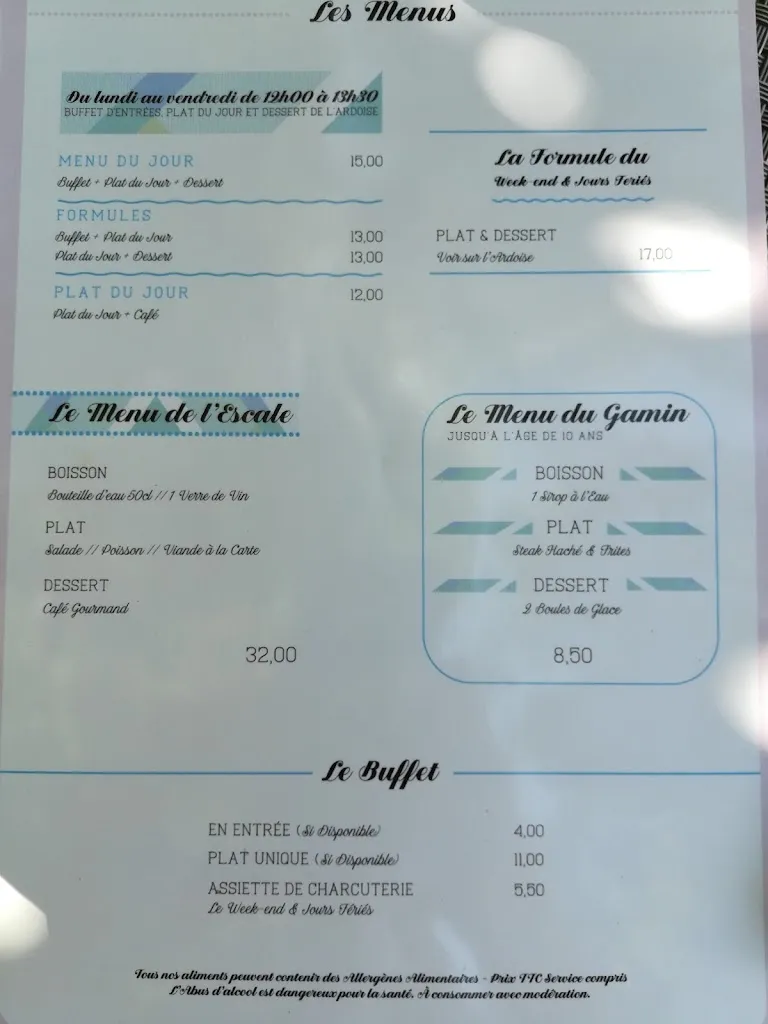 Les Menus
Du lundi au vendredi de 12h00 à 13h30
BUFFET D'ENTRÉES, PLAT DU JOUR ET DESSERT DE L'ARDOISE
MENU DU JOUR 15,00
Buffet + Plat du Jour + Dessert
FORMULES
Buffet + Plat du Jour 13,00
Plat du Jour + Dessert 13,00
PLAT DU JOUR 12,00
Plat du Jour + Café
La Formule du
Week-end & Jours Feriés
PLAT & DESSERT
Voir sur l'Ardoise 17,00
Le Menu de l'Escale
BOISSON
Bouteille d'eau 50cl // 1 Verre de Vin
PLAT
Salade // Poisson // Viande à la Carte
DESSERT
Café Gourmand
32,00
Le Menu du Gamin
JUSQU'À L'ÂGE DE 10 ANS
BOISSON
1 Sirop à l'Eau
PLAT
Steak Haché & Frites
DESSERT
2 Boules de Glace
8,50
Le Buffet
EN ENTRÉE (Si Disponible) 4,00
PLAT UNIQUE (Si Disponible) 11,00
ASSIETTE DE CHARCUTERIE 5,50
Le Week-end & Jours Fériés
Tous nos aliments peuvent contenir des Allergènes Alimentaires - Prix TTC Service compris
L'Abus d'alcool est dangereux pour la santé. À consommer avec modération.